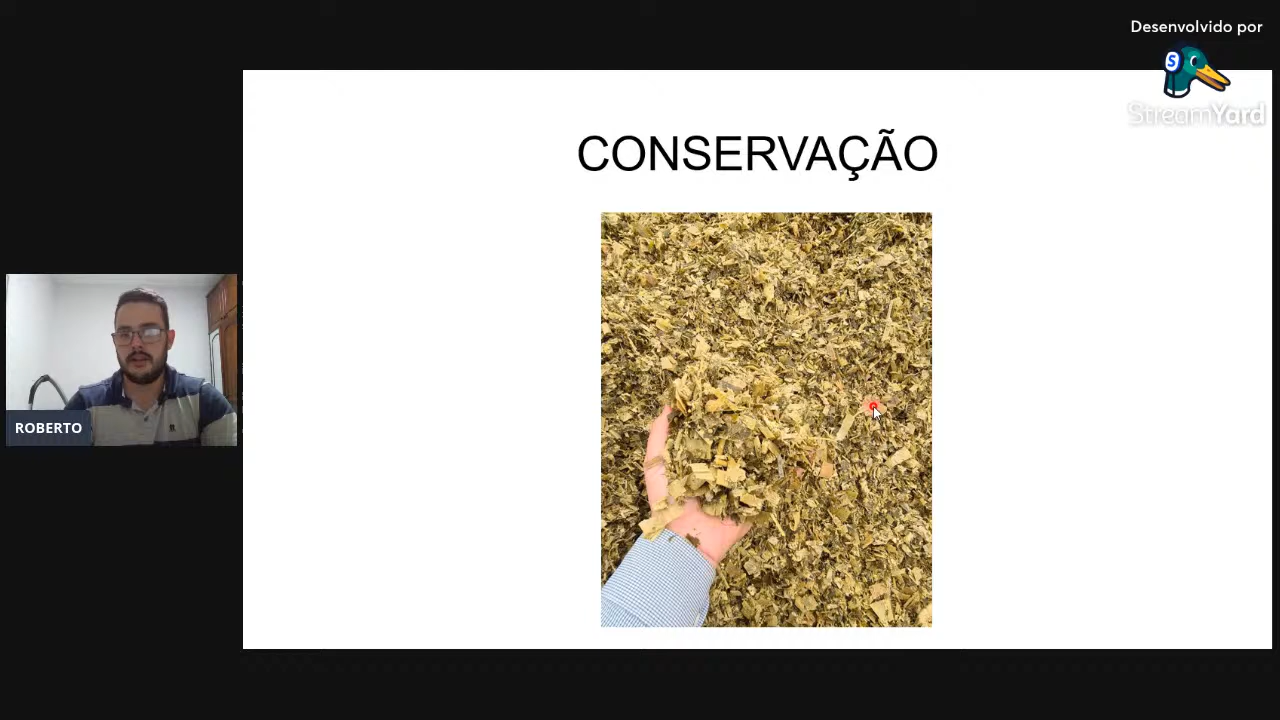 Desenvolvido por
S
StreamYard
CONSERVAÇÃO
ROBERTO